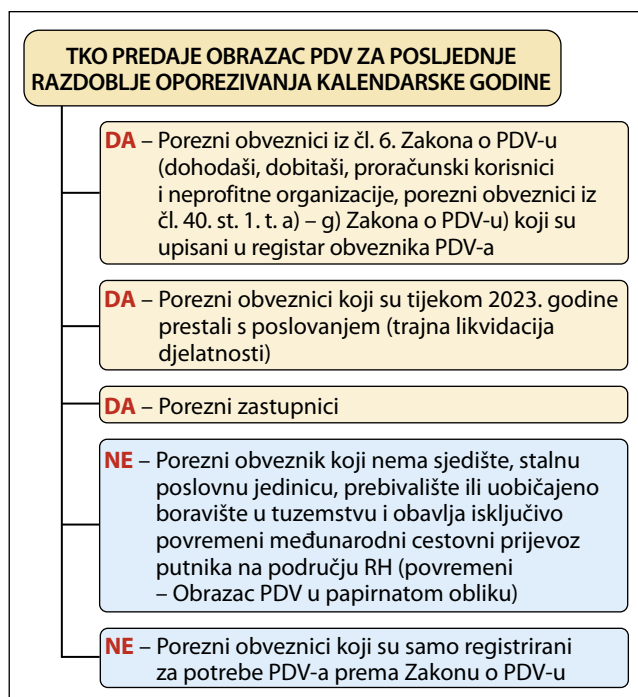 TKO PREDAJE OBRAZAC PDV ZA POSLJEDNJE
RAZDOBLJE OPOREZIVANJA KALENDARSKE GODINE
DA – Porezni obveznici iz čl. 6. Zakona o PDV-u
(dohodaši, dobitaši, proračunski korisnici
i neprofitne organizacije, porezni obveznici iz
čl. 40. st. 1. t. a) – g) Zakona o PDV-u) koji su
upisani u registar obveznika PDV-a
DA – Porezni obveznici koji su tijekom 2023. godine
prestali s poslovanjem (trajna likvidacija
djelatnosti)
DA – Porezni zastupnici
NE – Porezni obveznik koji nema sjedište, stalnu
poslovnu jedinicu, prebivalište ili uobičajeno
boravište u tuzemstvu i obavlja isključivo
povremeni međunarodni cestovni prijevoz
putnika na području RH (povremeni
– Obrazac PDV u papirnatom obliku)
NE – Porezni obveznici koji su samo registrirani
za potrebe PDV-a prema Zakonu o PDV-u